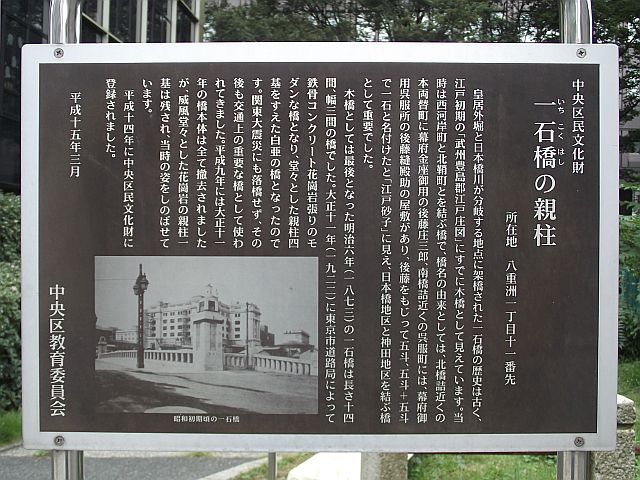 中央区民文化財
一石橋の親柱
いちこくはし
所在地 八重洲一丁目十一番先
皇居外堀と日本橋川が分岐する地点に架橋された一石橋の歴史は古く、
江戸初期の「武州豊島郡江戸庄図」にすでに木橋として見えています。当
時は西河岸町と北鞘町とを結ぶ橋で、橋名の由来としては、北橋詰近くの
本両替町に幕府金座御用の後藤庄三郎、南橋詰近くの呉服町には、幕府御
用呉服所の後藤縫殿助の屋敷があり、後藤をもじって五斗、五斗+五斗
で一石と名付けたと「江戸砂子」に見え、日本橋地区と神田地区を結ぶ橋
として重要でした。
木橋としては最後となった明治六年(一八七三)の一石橋は長さ十四
間、幅三間の橋でした。大正十一年(一九二二)に東京市道路局によって
鉄骨コンクリート花崗岩張りのモ
ダンな橋となり、堂々とした親柱四
基をすえた白亜の橋となったので
す。関東大震災にも落橋せず、その
後も交通上の重要な橋として使わ
れてきました。平成九年には大正十一
年の橋本体は全て撤去されました
が、威風堂々とした花崗岩の親柱一
基は残され、当時の姿をしのばせて
います。
平成十四年に中央区民文化財に
登録されました。
平成十五年三月
中央区教育委員会
昭和初期頃の一石橋